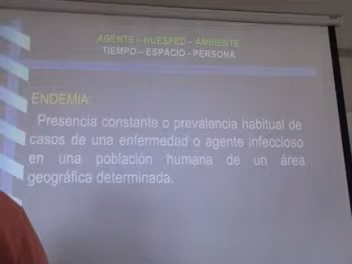 AGENTE – HUESPED – AMBIENTE
TIEMPO – ESPACIO - PERSONA
ENDEMIA:
Presencia constante o prevalencia habitual de
casos de una enfermedad o agente infeccioso
en una población humana de un área
geográfica determinada.